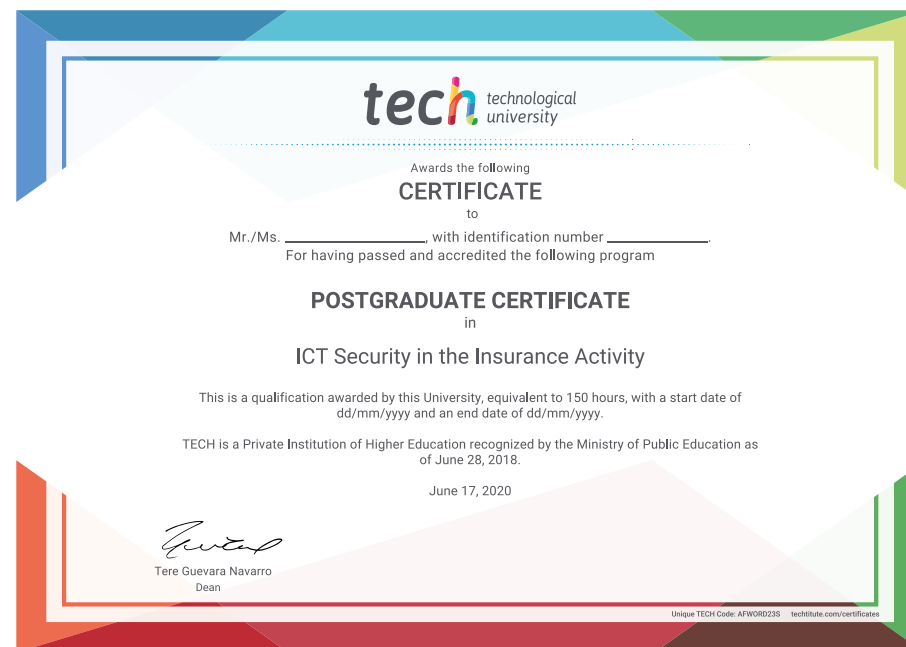 tech technological
university
Awards the following
CERTIFICATE
to
Mr./Ms. ____________________, with identification number _______________.
For having passed and accredited the following program
POSTGRADUATE CERTIFICATE
in
ICT Security in the Insurance Activity
This is a qualification awarded by this University, equivalent to 150 hours, with a start date of
dd/mm/yyyy and an end date of dd/mm/yyyy.
TECH is a Private Institution of Higher Education recognized by the Ministry of Public Education as
of June 28, 2018.
June 17, 2020
Tere Guevara Navarro
Dean
Unique TECH Code: AFWORD23S techtitute.com/certificates